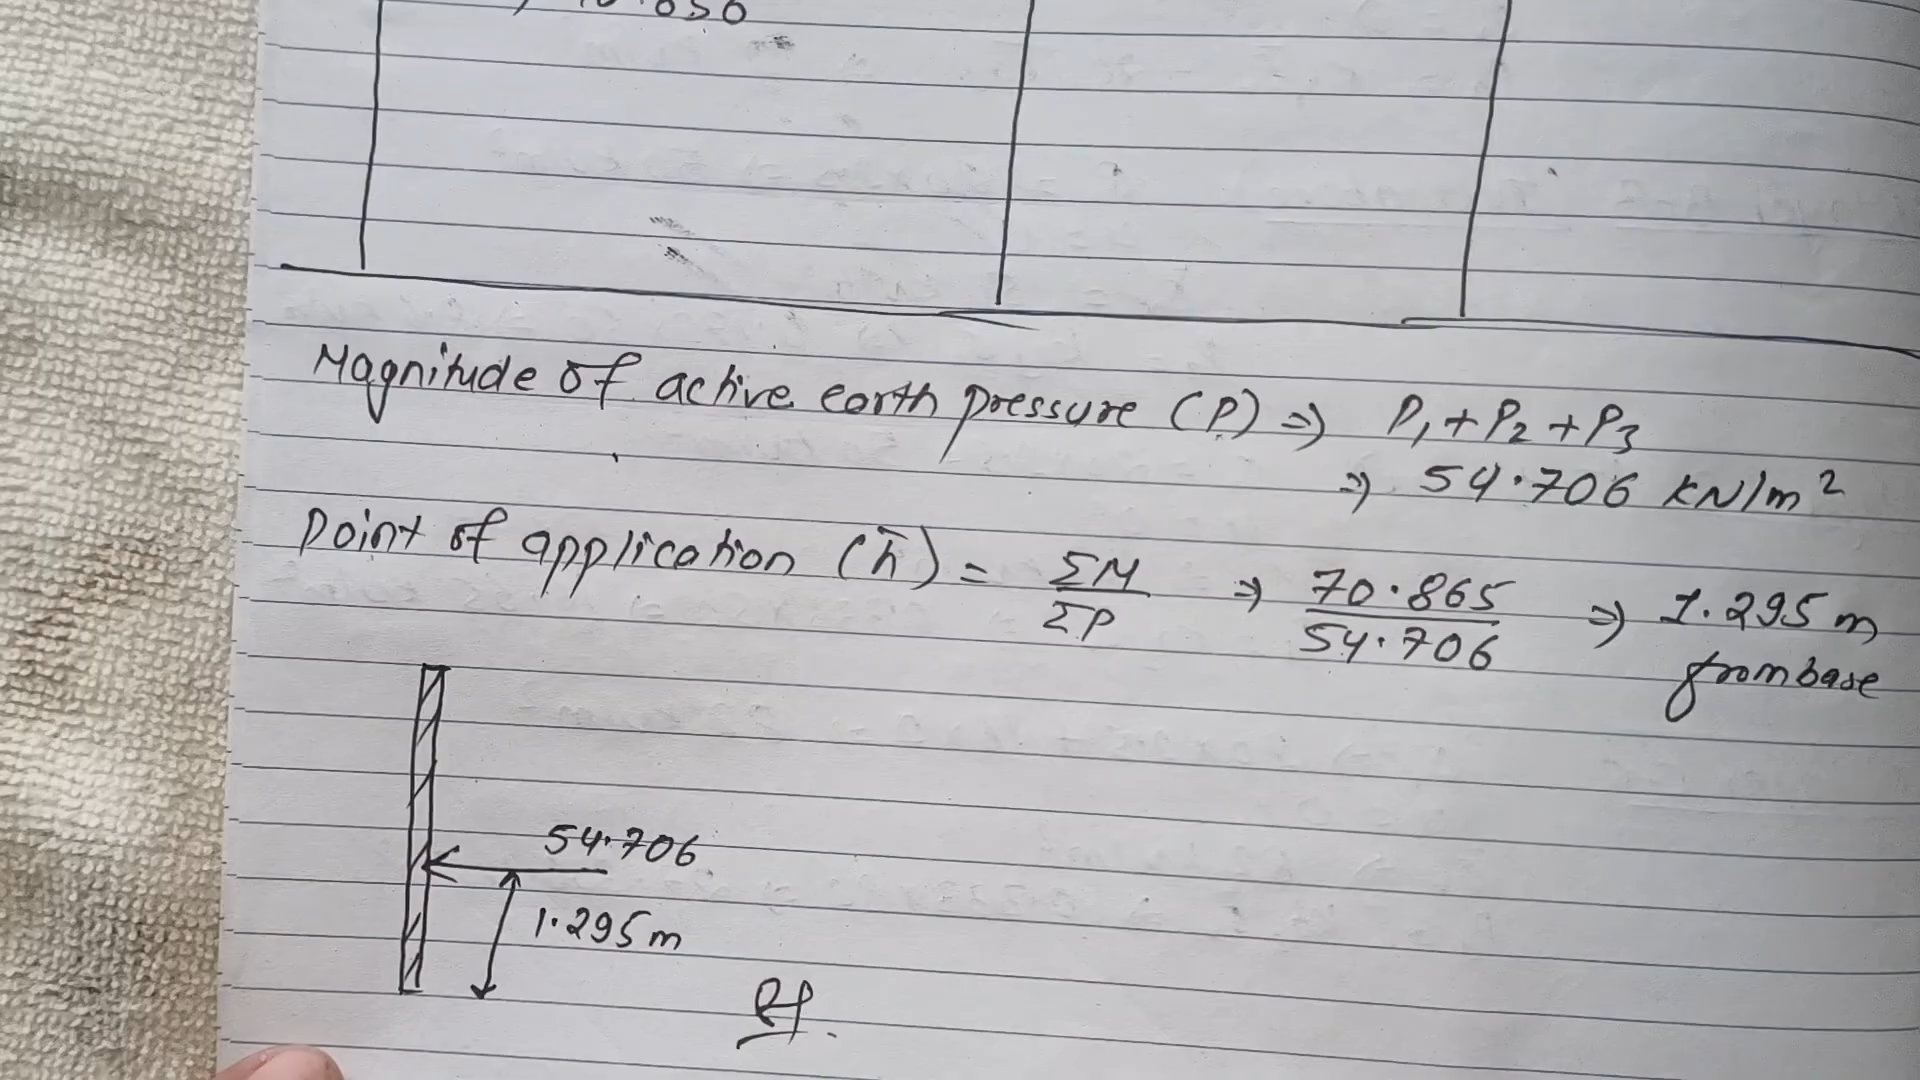 Magnitude of active earth pressure (P) ⇒ P₁+P₂+P₃
⇒ 54.706 KN/m²
Point of application (h̄) = ΣM/ΣP ⇒ 70.865/54.706 ⇒ 1.295 m
from base
54.706
1.295 m